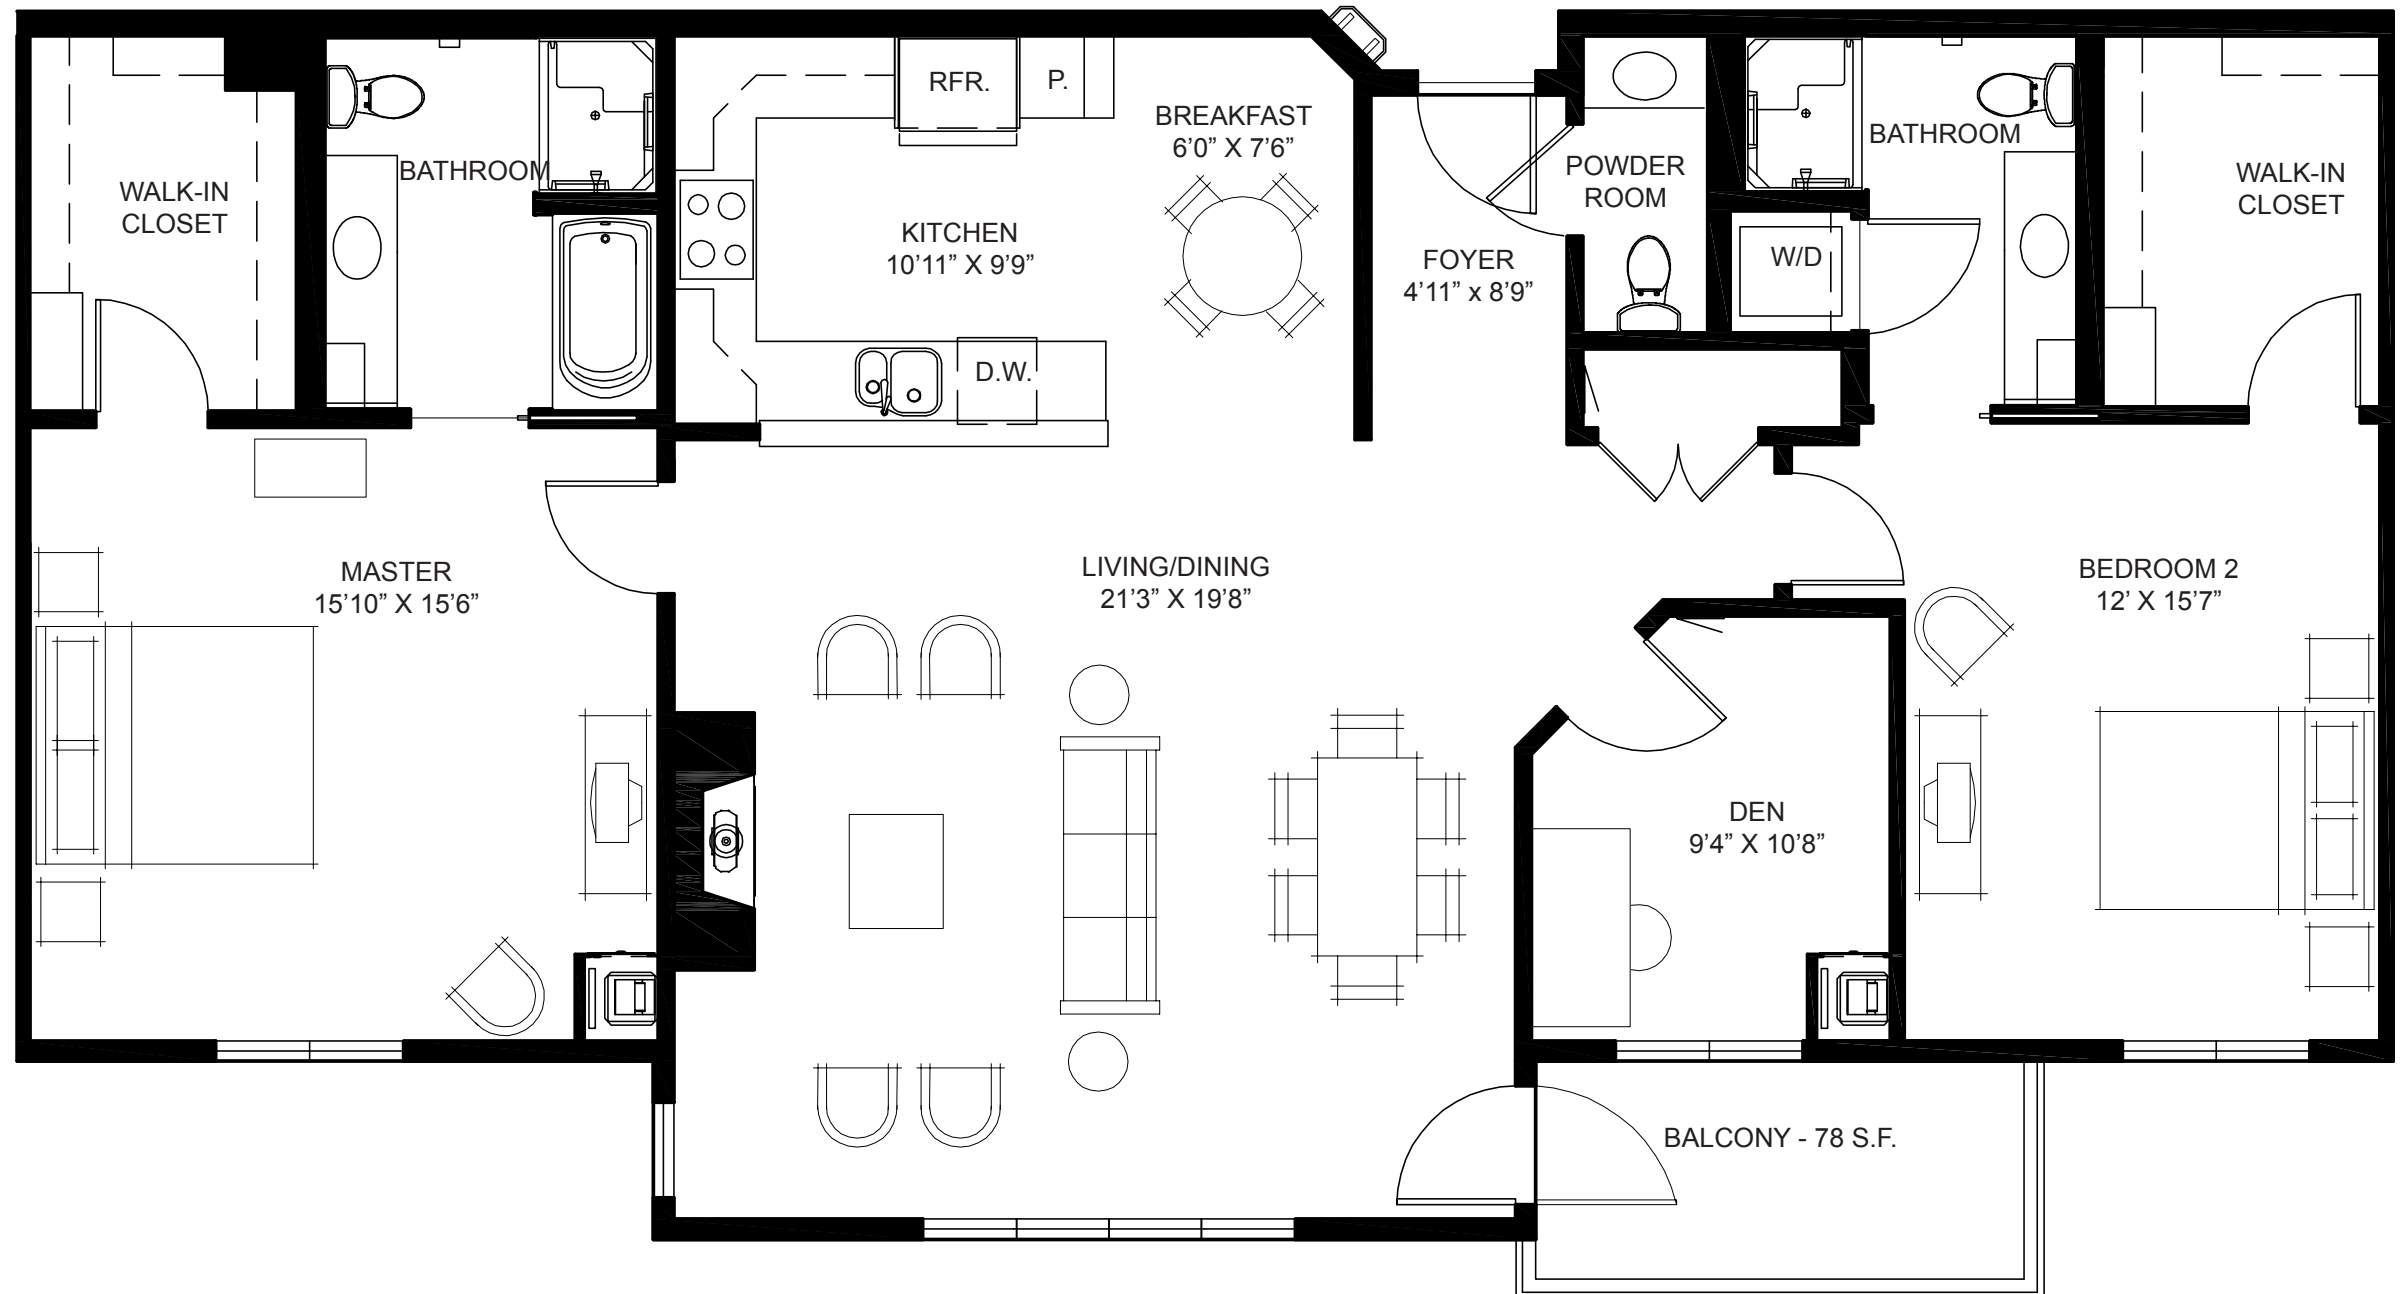 RFR.
P.
BREAKFAST
6’0” X 7’6”
BATHROOM
WALK-IN
CLOSET
BATHROOM
WALK-IN
CLOSET
POWDER
ROOM
KITCHEN
10’11” X 9’9”
FOYER
4’11” x 8’9”
W/D
D.W.
MASTER
15’10” X 15’6”
LIVING/DINING
21’3” X 19’8”
BEDROOM 2
12’ X 15’7”
DEN
9’4” X 10’8”
BALCONY - 78 S.F.